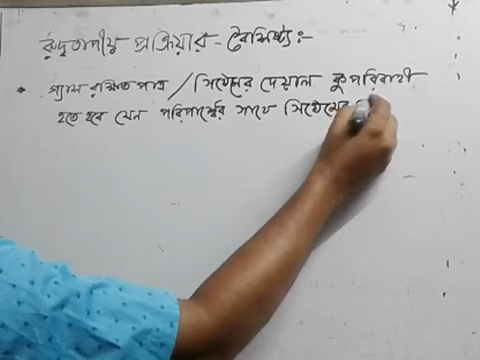 রুদ্ধতাপীয় প্রক্রিয়ার বৈশিষ্ট্য:-
* গ্যাস রক্ষিত পাত্র / সিস্টেমের দেয়াল কুপরিবাহী
হতে হবে যেন পরিপার্শ্বের সাথে সিস্টেমের